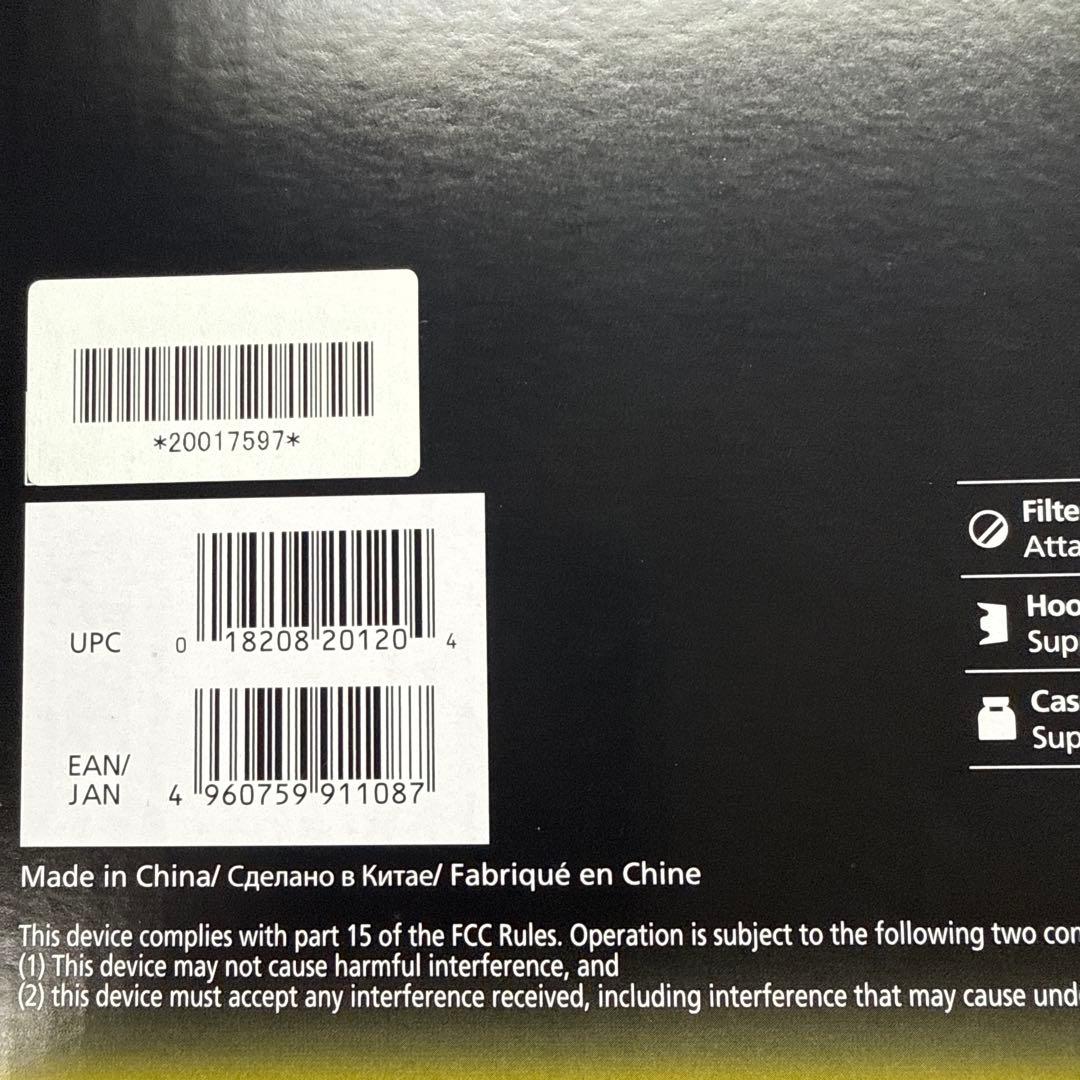 *20017597*
UPC 0 18208 20120 4
EAN/
JAN 4 960759 911087
Filte
Atta
Hoo
Sup
Cas
Sup
Made in China/ Сделано в Китае/ Fabriqué en Chine
This device complies with part 15 of the FCC Rules. Operation is subject to the following two con
(1) This device may not cause harmful interference, and
(2) this device must accept any interference received, including interference that may cause und